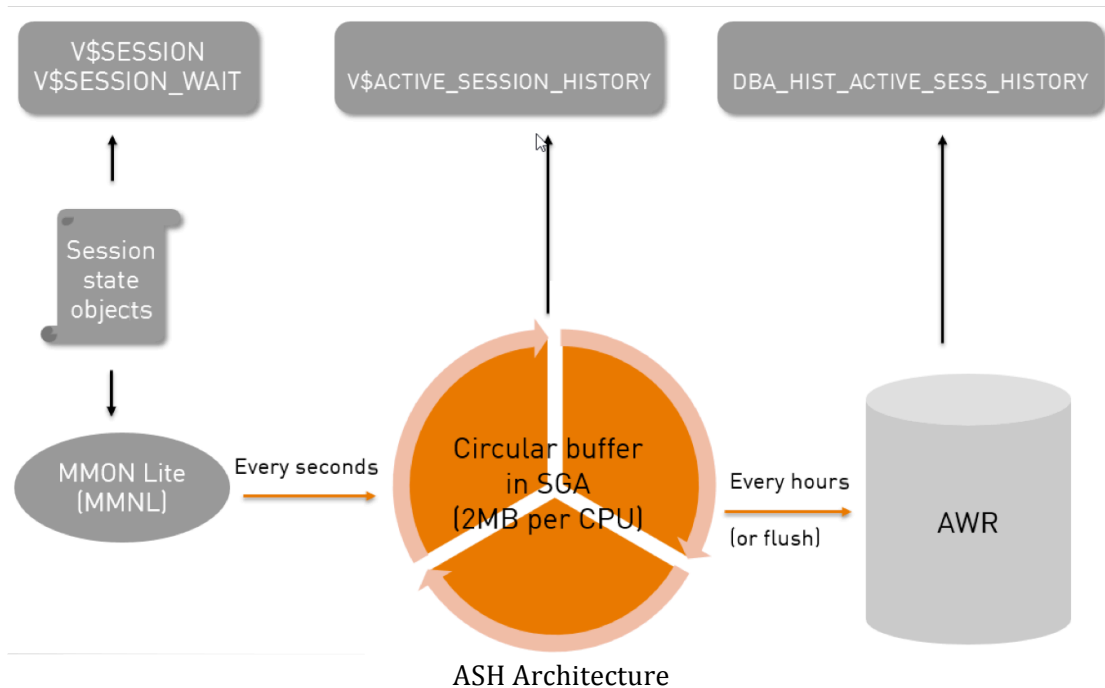 V$SESSION
V$SESSION_WAIT
V$ACTIVE_SESSION_HISTORY
DBA_HIST_ACTIVE_SESS_HISTORY
Session
state
objects
MMON Lite
(MMNL)
Every seconds
Circular buffer
in SGA
(2MB per CPU)
Every hours
(or flush)
AWR
ASH Architecture